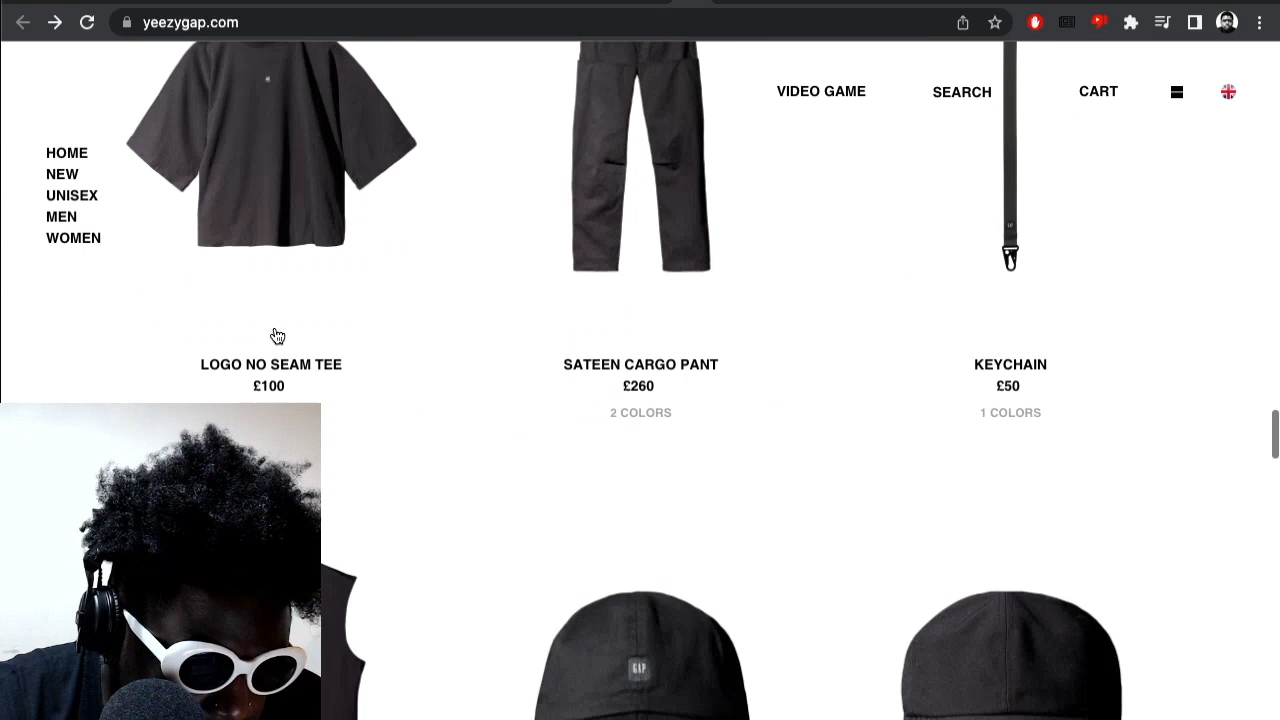 yeezygap.com
VIDEO GAME
SEARCH
CART
HOME
NEW
UNISEX
MEN
WOMEN
LOGO NO SEAM TEE
£100
SATEEN CARGO PANT
£260
2 COLORS
KEYCHAIN
£50
1 COLORS
GAP